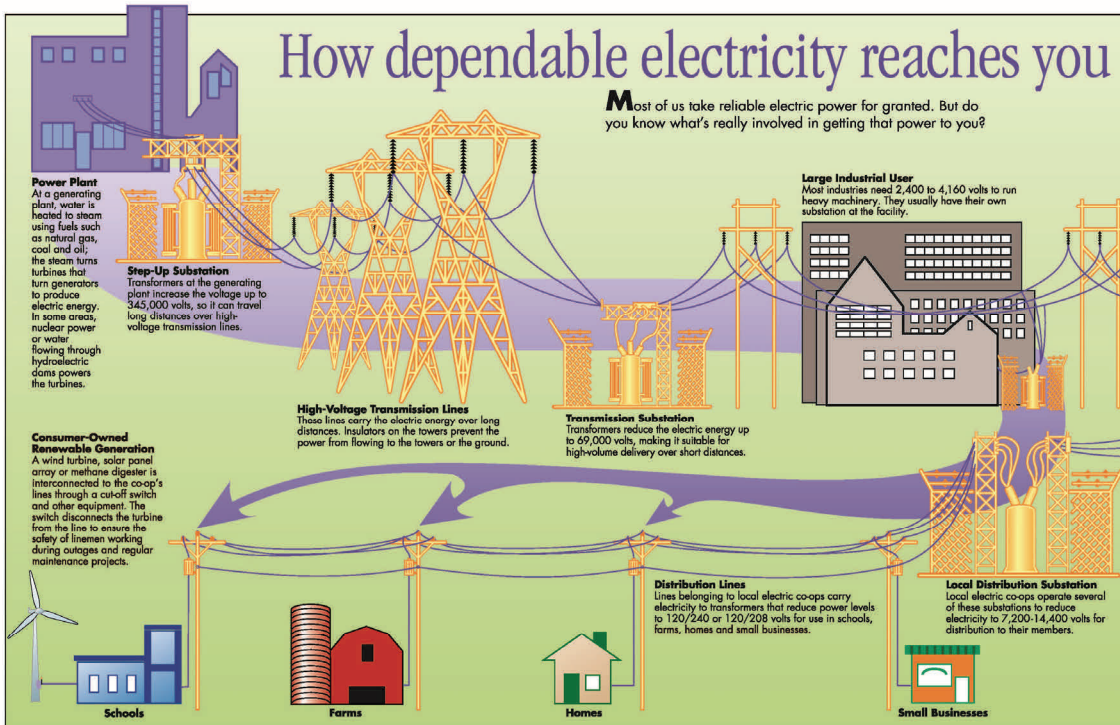 How dependable electricity reaches you
Most of us take reliable electric power for granted. But do
you know what's really involved in getting that power to you?
Power Plant
At a generating
plant, water is
heated to steam
using fuels such
as natural gas,
coal and oil;
the steam turns
turbines that
turn generators
to produce
electric energy.
In some areas,
nuclear power
or water
flowing through
hydroelectric
dams powers
the turbines.
Step-Up Substation
Transformers at the generating
plant increase the voltage up to
345,000 volts, so it can travel
long distances over high-
voltage transmission lines.
High-Voltage Transmission Lines
These lines carry the electric energy over long
distances. Insulators on the towers prevent the
power from flowing to the towers or the ground.
Transmission Substation
Transformers reduce the electric energy up
to 69,000 volts, making it suitable for
high-volume delivery over short distances.
Large Industrial User
Most industries need 2,400 to 4,160 volts to run
heavy machinery. They usually have their own
substation at the facility.
Consumer-Owned
Renewable Generation
A wind turbine, solar panel
array or methane digester is
interconnected to the co-op's
lines through a cut-off switch
and other equipment. The
switch disconnects the turbine
from the line to ensure the
safety of linemen working
during outages and regular
maintenance projects.
Distribution Lines
Lines belonging to local electric co-ops carry
electricity to transformers that reduce power levels
to 120/240 or 120/208 volts for use in schools,
farms, homes and small businesses.
Local Distribution Substation
Local electric co-ops operate several
of these substations to reduce
electricity to 7,200-14,400 volts for
distribution to their members.
Schools
Farms
Homes
Small Businesses